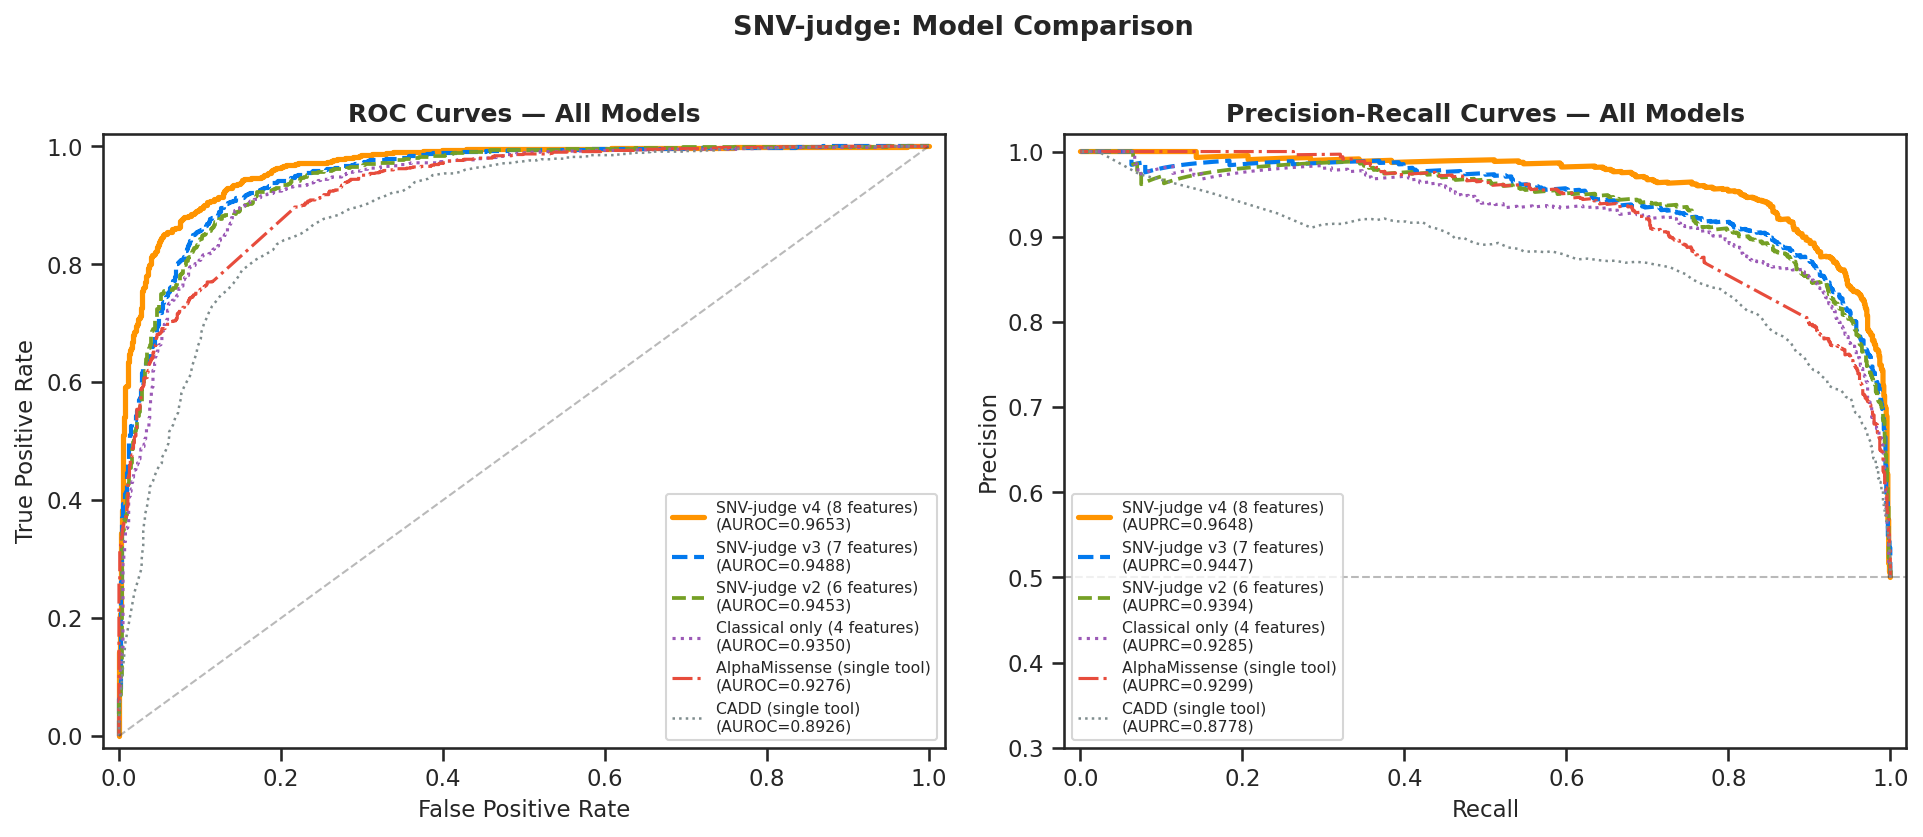 SNV-judge: Model Comparison
ROC Curves — All Models
True Positive Rate
1.0
0.8
0.6
0.4
0.2
0.0
0.0 0.2 0.4 0.6 0.8 1.0
False Positive Rate
SNV-judge v4 (8 features)
(AUROC=0.9653)
SNV-judge v3 (7 features)
(AUROC=0.9488)
SNV-judge v2 (6 features)
(AUROC=0.9453)
Classical only (4 features)
(AUROC=0.9350)
AlphaMissense (single tool)
(AUROC=0.9276)
CADD (single tool)
(AUROC=0.8926)
Precision-Recall Curves — All Models
Precision
1.0
0.9
0.8
0.7
0.6
0.5
0.4
0.3
0.0 0.2 0.4 0.6 0.8 1.0
Recall
SNV-judge v4 (8 features)
(AUPRC=0.9648)
SNV-judge v3 (7 features)
(AUPRC=0.9447)
SNV-judge v2 (6 features)
(AUPRC=0.9394)
Classical only (4 features)
(AUPRC=0.9285)
AlphaMissense (single tool)
(AUPRC=0.9299)
CADD (single tool)
(AUPRC=0.8778)